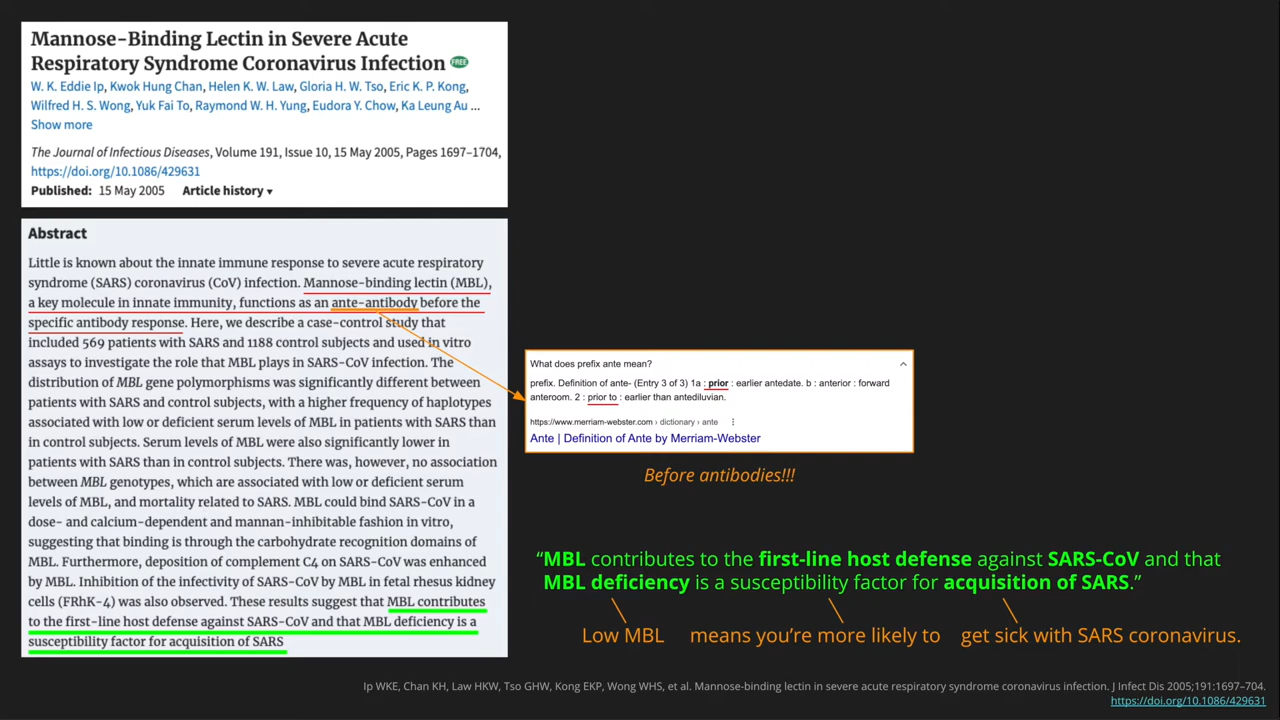 Mannose-Binding Lectin in Severe Acute
Respiratory Syndrome Coronavirus Infection FREE
W. K. Eddie Ip, Kwok Hung Chan, Helen K. W. Law, Gloria H. W. Tso, Eric K. P. Kong,
Wilfred H. S. Wong, Yuk Fai To, Raymond W. H. Yung, Eudora Y. Chow, Ka Leung Au ...
Show more
The Journal of Infectious Diseases, Volume 191, Issue 10, 15 May 2005, Pages 1697–1704,
https://doi.org/10.1086/429631
Published: 15 May 2005 Article history ▾
Abstract
Little is known about the innate immune response to severe acute respiratory
syndrome (SARS) coronavirus (CoV) infection. Mannose-binding lectin (MBL),
a key molecule in innate immunity, functions as an ante-antibody before the
specific antibody response. Here, we describe a case-control study that
included 569 patients with SARS and 1188 control subjects and used in vitro
assays to investigate the role that MBL plays in SARS-CoV infection. The
distribution of MBL gene polymorphisms was significantly different between
patients with SARS and control subjects, with a higher frequency of haplotypes
associated with low or deficient serum levels of MBL in patients with SARS than
in control subjects. Serum levels of MBL were also significantly lower in
patients with SARS than in control subjects. There was, however, no association
between MBL genotypes, which are associated with low or deficient serum
levels of MBL, and mortality related to SARS. MBL could bind SARS-CoV in a
dose- and calcium-dependent and mannan-inhibitable fashion in vitro,
suggesting that binding is through the carbohydrate recognition domains of
MBL. Furthermore, deposition of complement C4 on SARS-CoV was enhanced
by MBL. Inhibition of the infectivity of SARS-CoV by MBL in fetal rhesus kidney
cells (FRhK-4) was also observed. These results suggest that MBL contributes
to the first-line host defense against SARS-CoV and that MBL deficiency is a
susceptibility factor for acquisition of SARS
What does prefix ante mean?
prefix. Definition of ante- (Entry 3 of 3) 1a : prior : earlier antedate. b : anterior : forward
anteroom. 2 : prior to : earlier than antediluvian.
https://www.merriam-webster.com › dictionary › ante ⋮
Ante | Definition of Ante by Merriam-Webster
Before antibodies!!!
“MBL contributes to the first-line host defense against SARS-CoV and that
MBL deficiency is a susceptibility factor for acquisition of SARS.”
Low MBL means you’re more likely to get sick with SARS coronavirus.
Ip WKE, Chan KH, Law HKW, Tso GHW, Kong EKP, Wong WHS, et al. Mannose-binding lectin in severe acute respiratory syndrome coronavirus infection. J Infect Dis 2005;191:1697–704.
https://doi.org/10.1086/429631